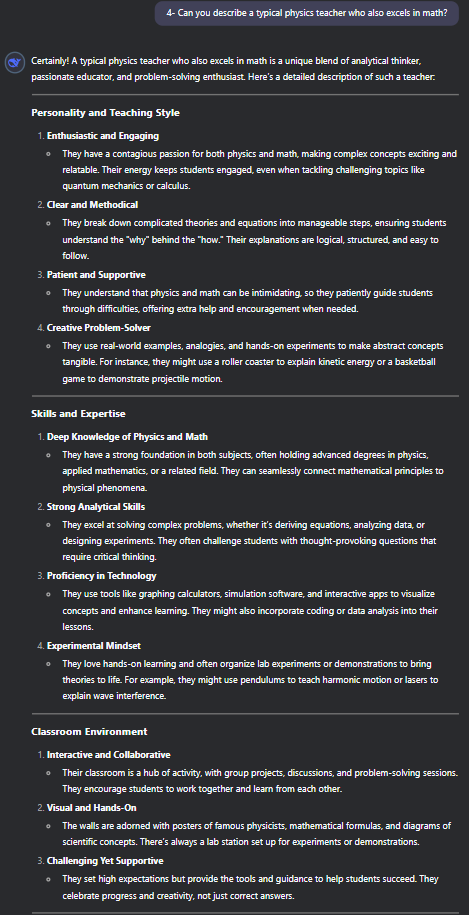 4- Can you describe a typical physics teacher who also excels in math?
Certainly! A typical physics teacher who also excels in math is a unique blend of analytical thinker,
passionate educator, and problem-solving enthusiast. Here's a detailed description of such a teacher:
Personality and Teaching Style
1. Enthusiastic and Engaging
They have a contagious passion for both physics and math, making complex concepts exciting and
relatable. Their energy keeps students engaged, even when tackling challenging topics like
quantum mechanics or calculus.
2. Clear and Methodical
They break down complicated theories and equations into manageable steps, ensuring students
understand the "why" behind the "how." Their explanations are logical, structured, and easy to
follow.
3. Patient and Supportive
They understand that physics and math can be intimidating, so they patiently guide students
through difficulties, offering extra help and encouragement when needed.
4. Creative Problem-Solver
They use real-world examples, analogies, and hands-on experiments to make abstract concepts
tangible. For instance, they might use a roller coaster to explain kinetic energy or a basketball
game to demonstrate projectile motion.
Skills and Expertise
1. Deep Knowledge of Physics and Math
They have a strong foundation in both subjects, often holding advanced degrees in physics,
applied mathematics, or a related field. They can seamlessly connect mathematical principles to
physical phenomena.
2. Strong Analytical Skills
They excel at solving complex problems, whether it's deriving equations, analyzing data, or
designing experiments. They often challenge students with thought-provoking questions that
require critical thinking.
3. Proficiency in Technology
They use tools like graphing calculators, simulation software, and interactive apps to visualize
concepts and enhance learning. They might also incorporate coding or data analysis into their
lessons.
4. Experimental Mindset
They love hands-on learning and often organize lab experiments or demonstrations to bring
theories to life. For example, they might use pendulums to teach harmonic motion or lasers to
explain wave interference.
Classroom Environment
1. Interactive and Collaborative
Their classroom is a hub of activity, with group projects, discussions, and problem-solving sessions.
They encourage students to work together and learn from each other.
2. Visual and Hands-On
The walls are adorned with posters of famous physicists, mathematical formulas, and diagrams of
scientific concepts. There's always a lab station set up for experiments or demonstrations.
3. Challenging Yet Supportive
They set high expectations but provide the tools and guidance to help students succeed. They
celebrate progress and creativity, not just correct answers.